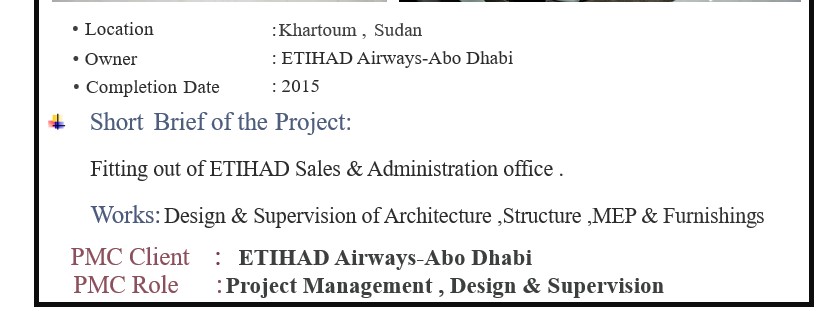 • Location : Khartoum , Sudan
• Owner : ETIHAD Airways-Abo Dhabi
• Completion Date : 2015
Short Brief of the Project:
Fitting out of ETIHAD Sales & Administration office .
Works: Design & Supervision of Architecture ,Structure ,MEP & Furnishings
PMC Client : ETIHAD Airways-Abo Dhabi
PMC Role : Project Management , Design & Supervision